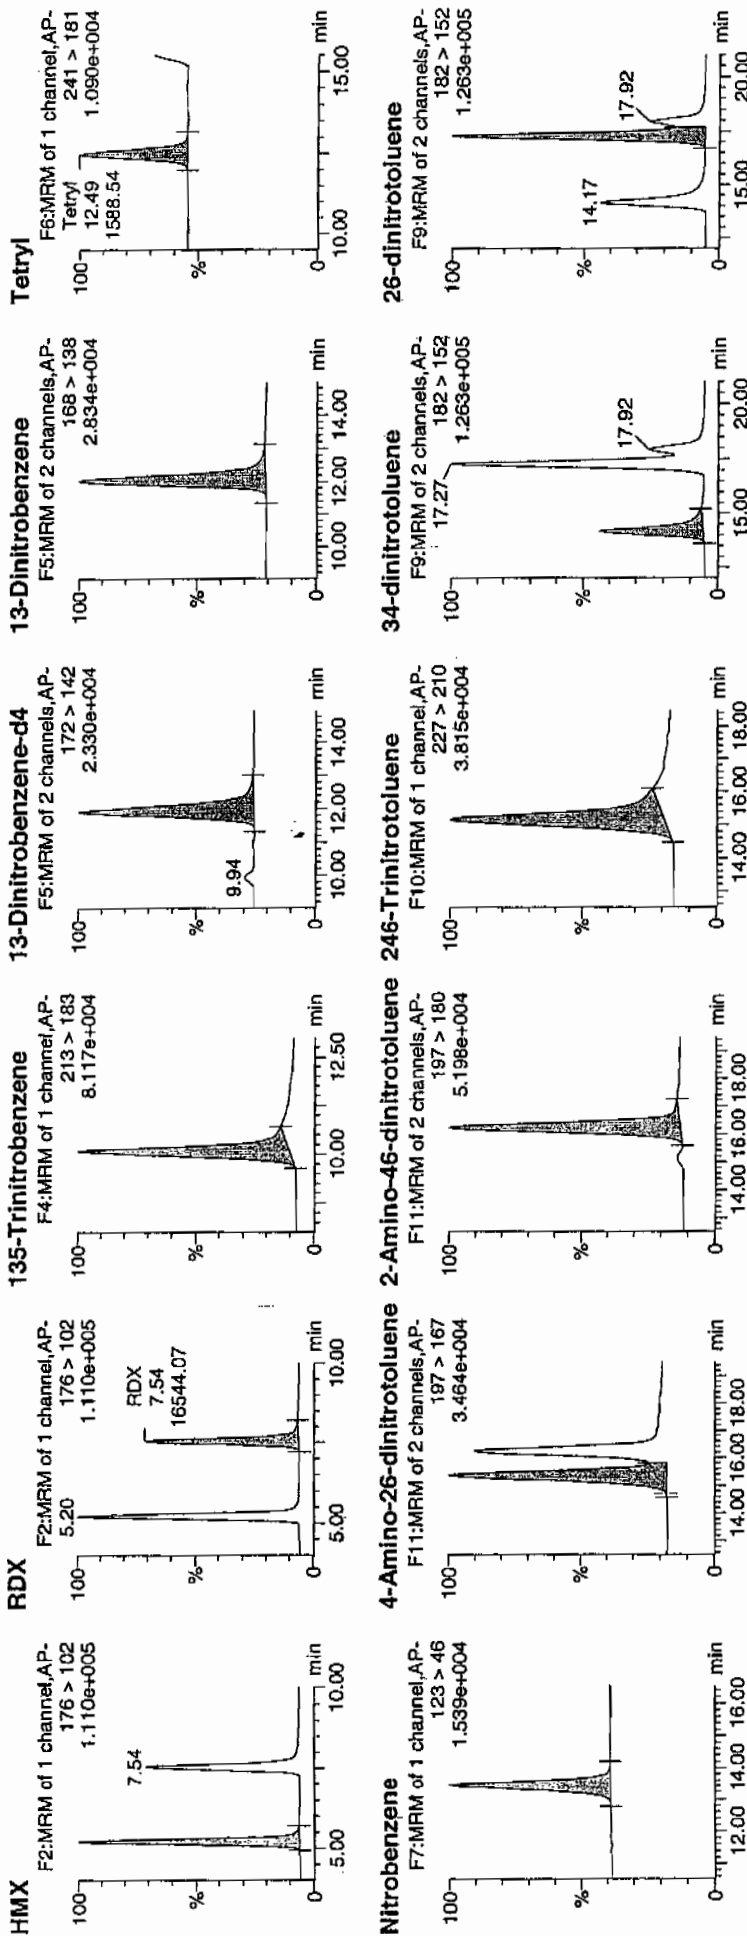 HMX
F2:MRM of 1 channel,AP-
176 > 102
1.110e+005
100
7.54
%
0
5.00
10.00
min
RDX
F2:MRM of 1 channel,AP-
176 > 102
1.110e+005
5.20
100
RDX
7.54
16544.07
%
0
5.00
10.00
min
135-Trinitrobenzene
F4:MRM of 1 channel,AP-
213 > 183
8.117e+004
100
%
0
10.00
12.50
min
13-Dinitrobenzene-d4
F5:MRM of 2 channels,AP-
172 > 142
2.330e+004
100
%
9.94
0
10.00
12.00
14.00
min
13-Dinitrobenzene
F5:MRM of 2 channels,AP-
168 > 138
2.834e+004
100
%
0
10.00
12.00
14.00
min
Tetryl
F6:MRM of 1 channel,AP-
Tetryl
241 > 181
12.49
1.090e+004
1588.54
100
%
0
10.00
15.00
min
Nitrobenzene
F7:MRM of 1 channel,AP-
123 > 46
1.539e+004
100
%
0
12.00
14.00
16.00
min
4-Amino-26-dinitrotoluene
F11:MRM of 2 channels,AP-
197 > 167
3.464e+004
100
%
0
14.00
16.00
18.00
min
2-Amino-46-dinitrotoluene
F11:MRM of 2 channels,AP-
197 > 180
5.198e+004
100
%
0
14.00
16.00
18.00
min
246-Trinitrotoluene
F10:MRM of 1 channel,AP-
227 > 210
3.815e+004
100
%
0
14.00
16.00
18.00
min
34-dinitrotoluene
F9:MRM of 2 channels,AP-
17.27
182 > 152
1.263e+005
100
17.92
%
0
15.00
20.00
min
26-dinitrotoluene
F9:MRM of 2 channels,AP-
182 > 152
1.263e+005
100
17.92
14.17
%
0
15.00
20.00
min